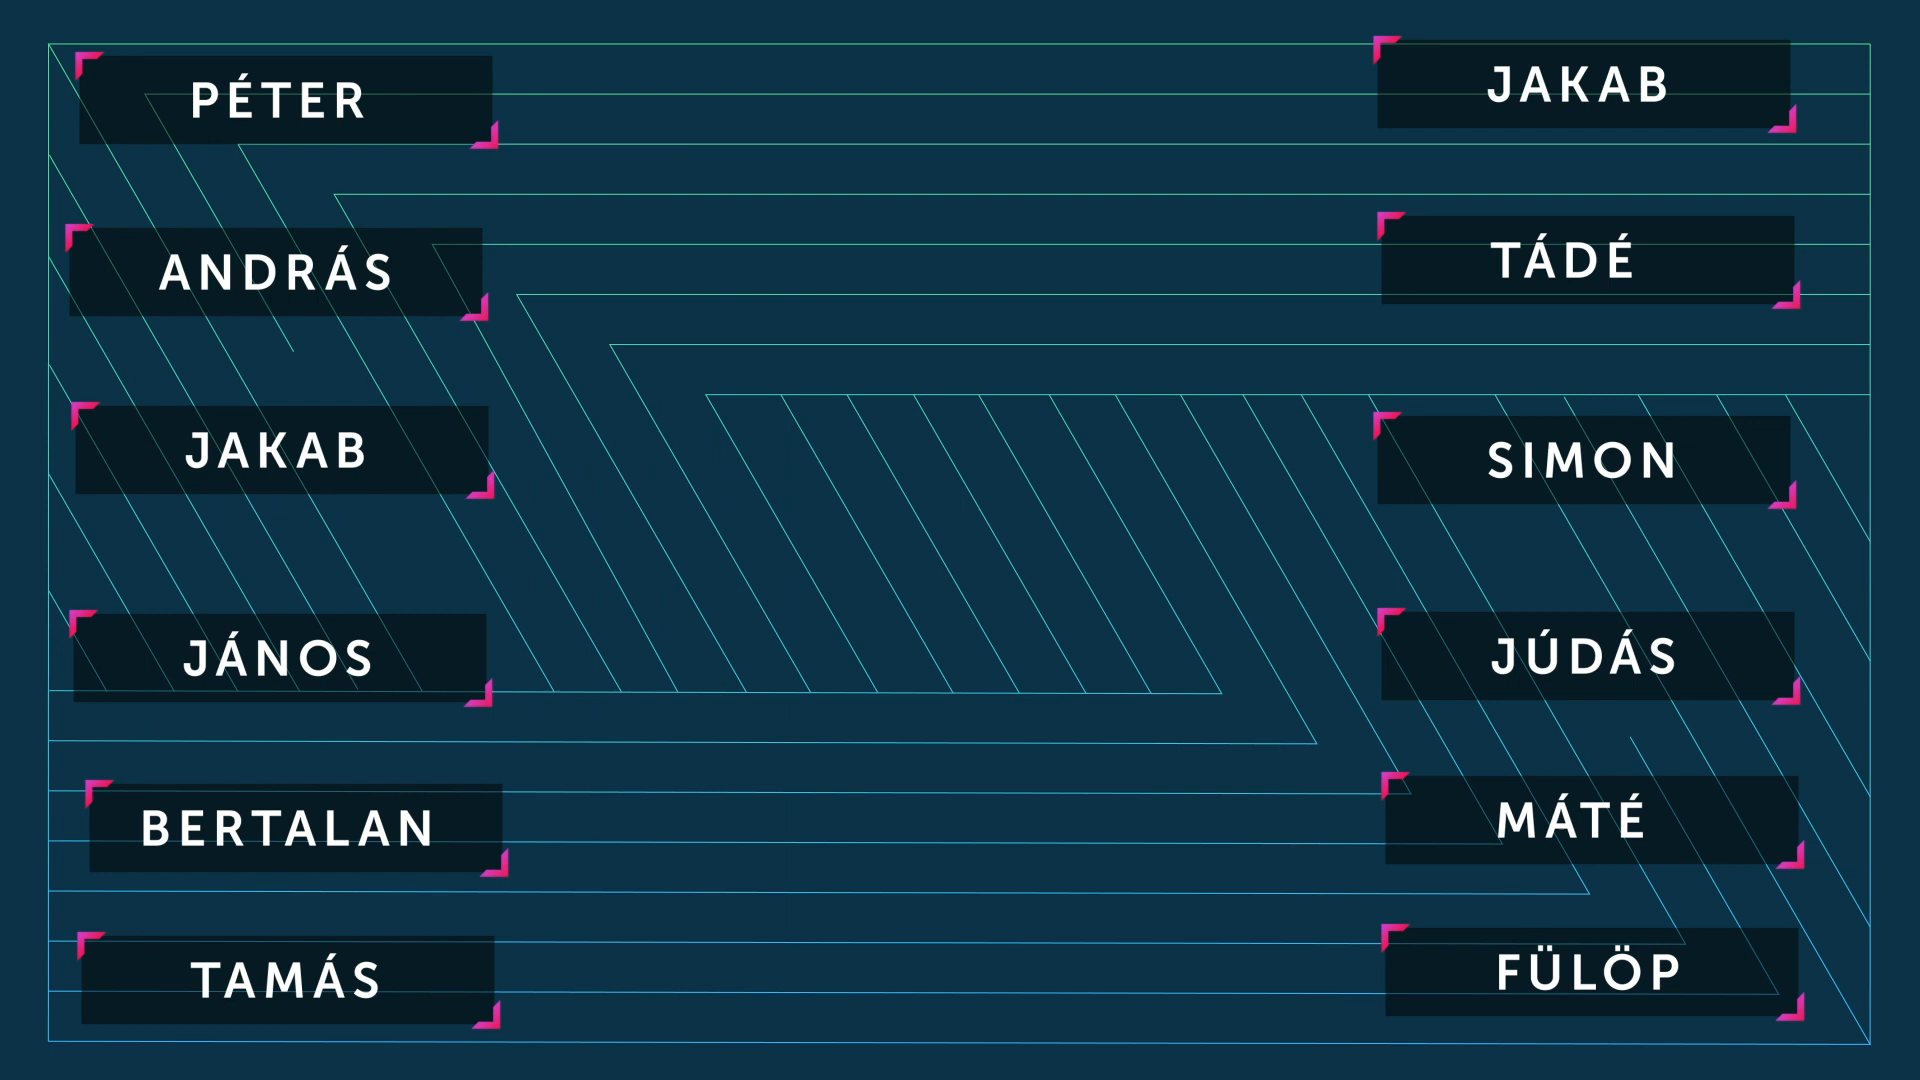 PÉTER
ANDRÁS
JAKAB
JÁNOS
BERTALAN
TAMÁS
JAKAB
TÁDÉ
SIMON
JÚDÁS
MÁTÉ
FÜLÖP